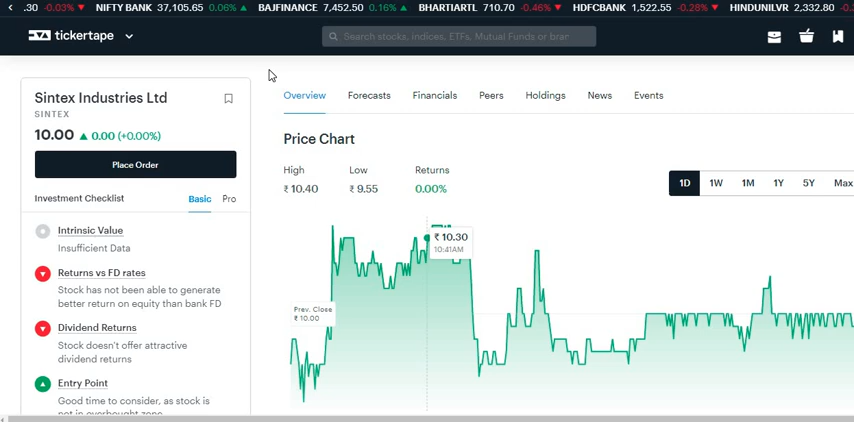 .30 -0.03% ▼ NIFTY BANK 37,105.65 0.06% ▲ BAJFINANCE 7,452.50 0.16% ▲ BHARTIARTL 710.70 -0.46% ▼ HDFCBANK 1,522.55 -0.28% ▼ HINDUNILVR 2,332.80
tickertape
Search stocks, indices, ETFs, Mutual Funds or bran
Sintex Industries Ltd
SINTEX
10.00 ▲ 0.00 (+0.00%)
Place Order
Investment Checklist Basic Pro
Intrinsic Value
Insufficient Data
Returns vs FD rates
Stock has not been able to generate
better return on equity than bank FD
Dividend Returns
Stock doesn't offer attractive
dividend returns
Entry Point
Good time to consider, as stock is
not in overbought zone
Overview Forecasts Financials Peers Holdings News Events
Price Chart
High Low Returns
₹ 10.40 ₹ 9.55 0.00%
1D 1W 1M 1Y 5Y Max
₹ 10.30
10:41AM
Prev. Close
₹ 10.00